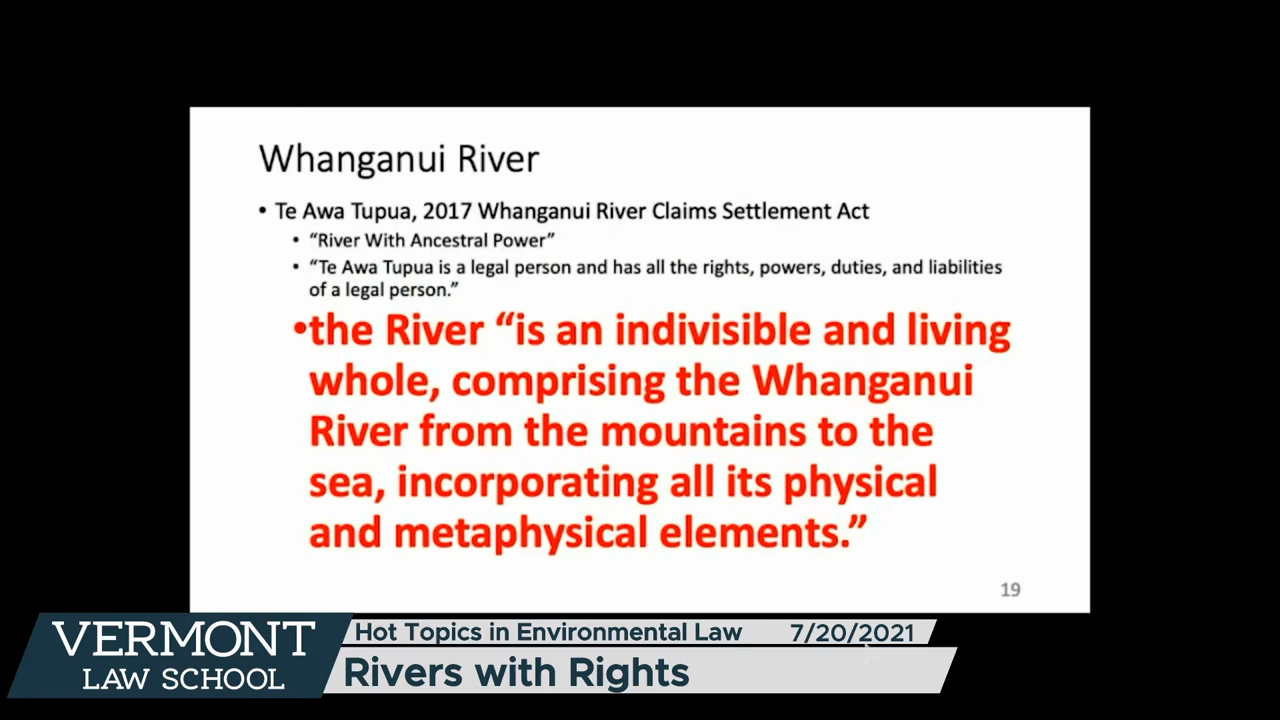 Whanganui River
• Te Awa Tupua, 2017 Whanganui River Claims Settlement Act
• “River With Ancestral Power”
• “Te Awa Tupua is a legal person and has all the rights, powers, duties, and liabilities
of a legal person.”
•the River “is an indivisible and living
whole, comprising the Whanganui
River from the mountains to the
sea, incorporating all its physical
and metaphysical elements.”
19
VERMONT
LAW SCHOOL
Hot Topics in Environmental Law 7/20/2021
Rivers with Rights